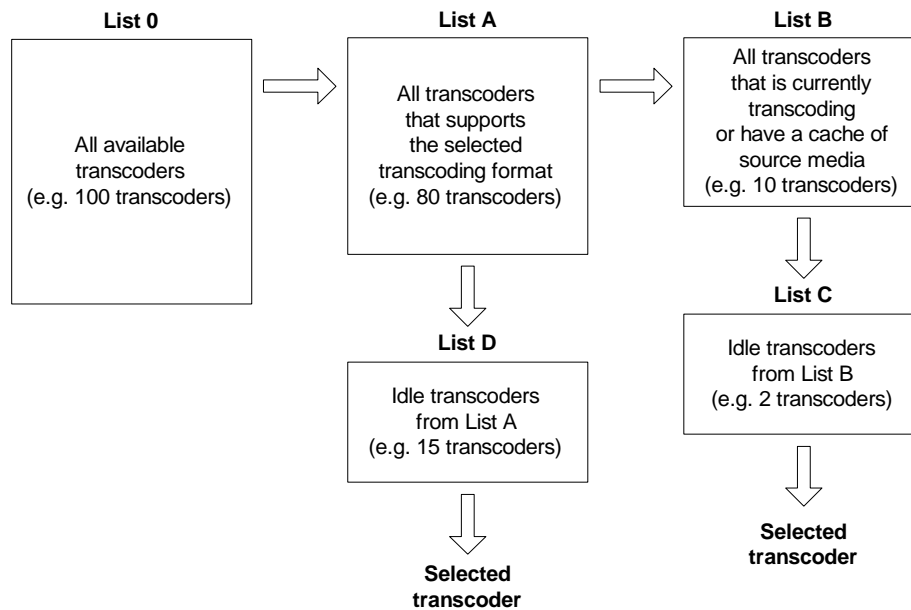 List 0
All available
transcoders
(e.g. 100 transcoders)
List A
All transcoders
that supports
the selected
transcoding format
(e.g. 80 transcoders)
List B
All transcoders
that is currently
transcoding
or have a cache of
source media
(e.g. 10 transcoders)
List D
Idle transcoders
from List A
(e.g. 15 transcoders)
Selected
transcoder
List C
Idle transcoders
from List B
(e.g. 2 transcoders)
Selected
transcoder